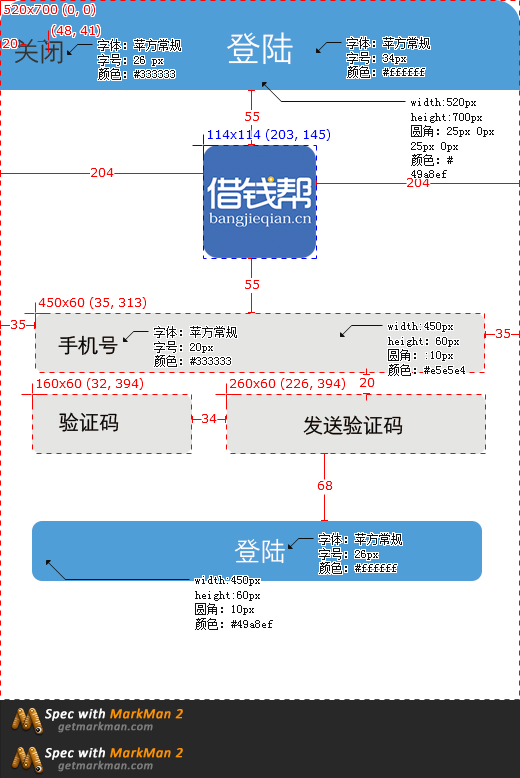 520x700 (0, 0)
(48, 41)
20
关闭
字体：苹方常规
字号：26 px
颜色：#333333
登陆
字体：苹方常规
字号：34px
颜色：#ffffff
width:520px
height:700px
圆角：25px 0px
25px 0px
颜色：#
49a8ef
55
114x114 (203, 145)
204
204
借钱帮
bangjieqian.cn
55
450x60 (35, 313)
35
35
手机号
字体：苹方常规
字号：20px
颜色：#333333
width:450px
height: 60px
圆角：:10px
颜色：#e5e5e4
20
160x60 (32, 394)
260x60 (226, 394)
验证码
34
发送验证码
68
登陆
字体：苹方常规
字号：26px
颜色：#ffffff
width:450px
height:60px
圆角：10px
颜色：#49a8ef
Spec with MarkMan 2
getmarkman.com
Spec with MarkMan 2
getmarkman.com